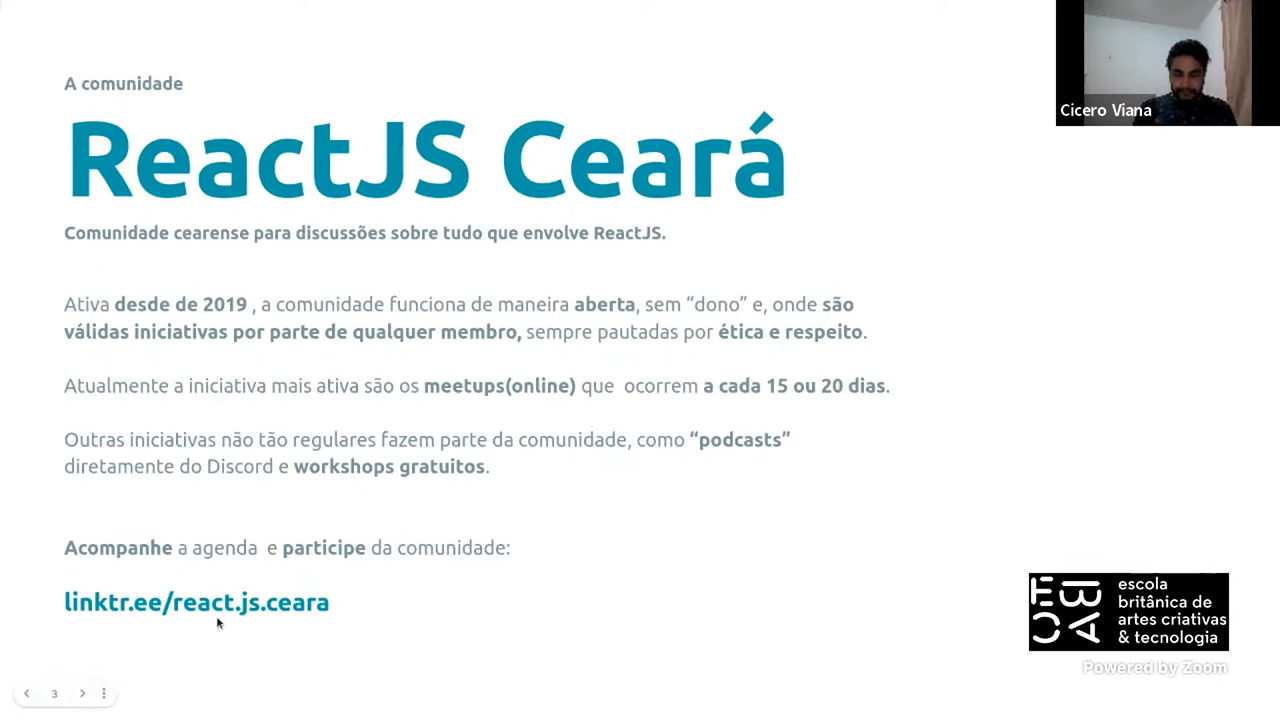 A comunidade
ReactJS Ceará
Comunidade cearense para discussões sobre tudo que envolve ReactJS.
Ativa desde de 2019 , a comunidade funciona de maneira aberta, sem “dono” e, onde são
válidas iniciativas por parte de qualquer membro, sempre pautadas por ética e respeito.
Atualmente a iniciativa mais ativa são os meetups(online) que  ocorrem a cada 15 ou 20 dias.
Outras iniciativas não tão regulares fazem parte da comunidade, como “podcasts”
diretamente do Discord e workshops gratuitos.
Acompanhe a agenda  e participe da comunidade:
linktr.ee/react.js.ceara
Cicero Viana
EBAC
escola
britânica de
artes criativas
& tecnologia
Powered by Zoom
3